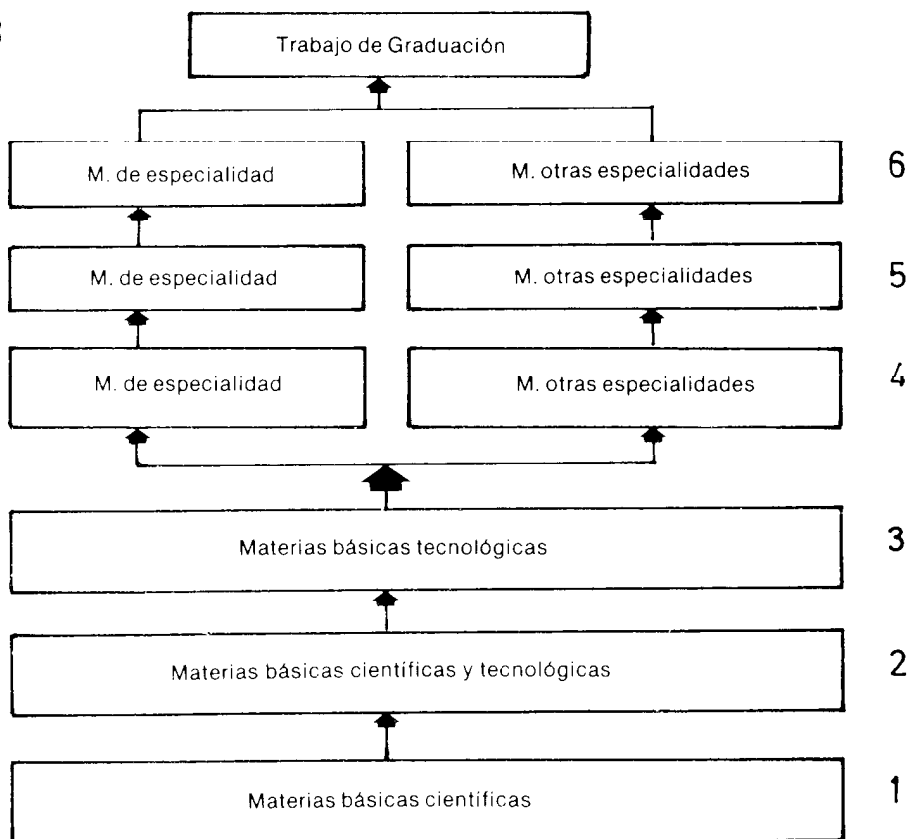 Trabajo de Graduación
M. de especialidad
M. otras especialidades
6
M. de especialidad
M. otras especialidades
5
M. de especialidad
M. otras especialidades
4
Materias básicas tecnológicas
3
Materias básicas científicas y tecnológicas
2
Materias básicas científicas
1